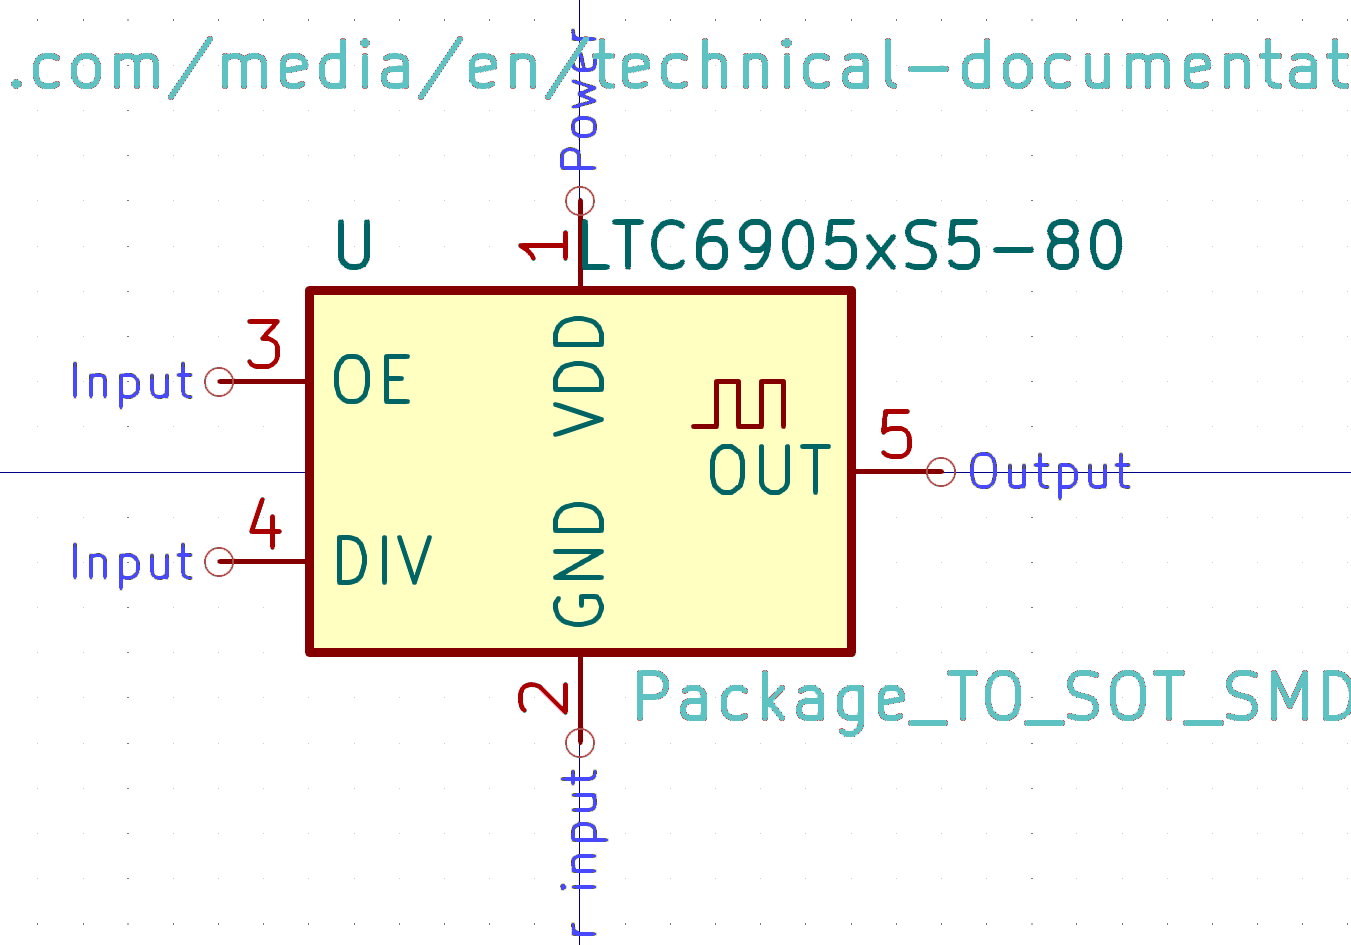 .com/media/en/technical-documentat
Power
U
1
LTC6905xS5-80
3
Input
OE
VDD
5
OUT
Output
4
Input
DIV
GND
2
Package_TO_SOT_SMD
r input